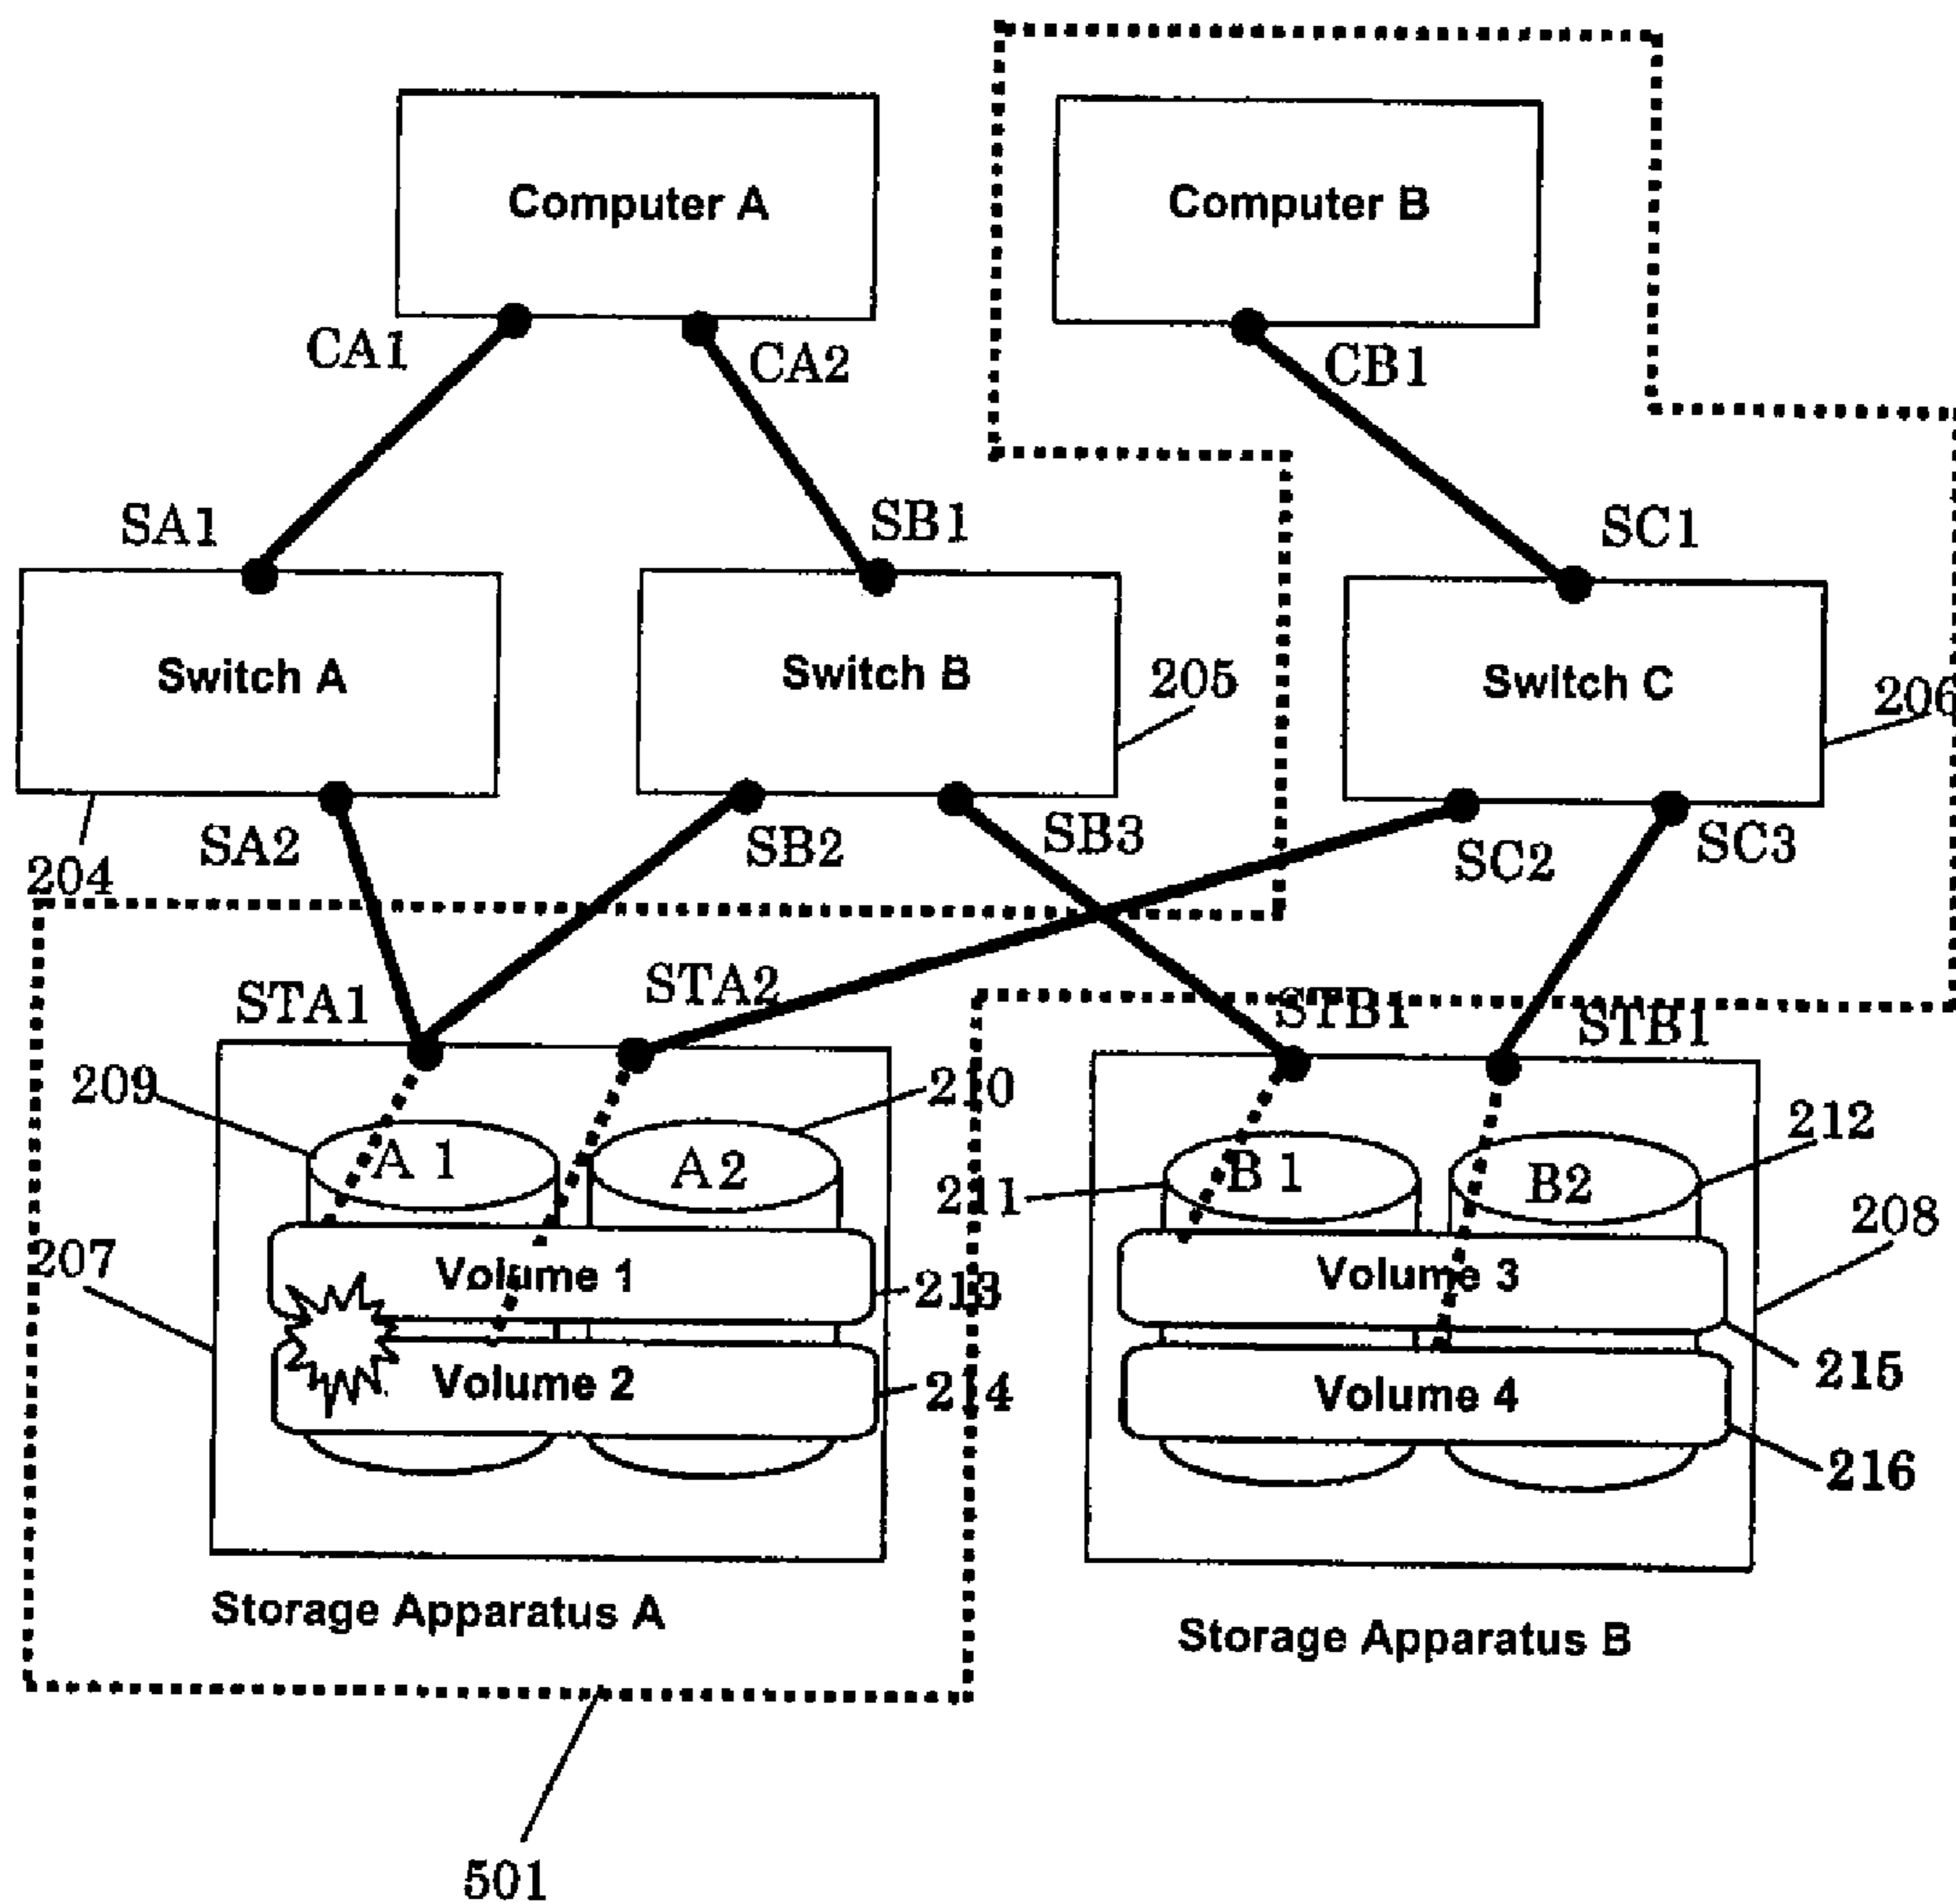 Computer A
Computer B
CA1
CA2
CB1
SA1
SB1
SC1
Switch A
Switch B
205
Switch C
206
204
SA2
SB2
SB3
SC2
SC3
STA1
STA2
STB1
STB1
209
A 1
A2
210
211
B 1
B2
212
207
Volume 1
213
Volume 3
208
Volume 2
214
Volume 4
215
216
Storage Apparatus A
Storage Apparatus B
501